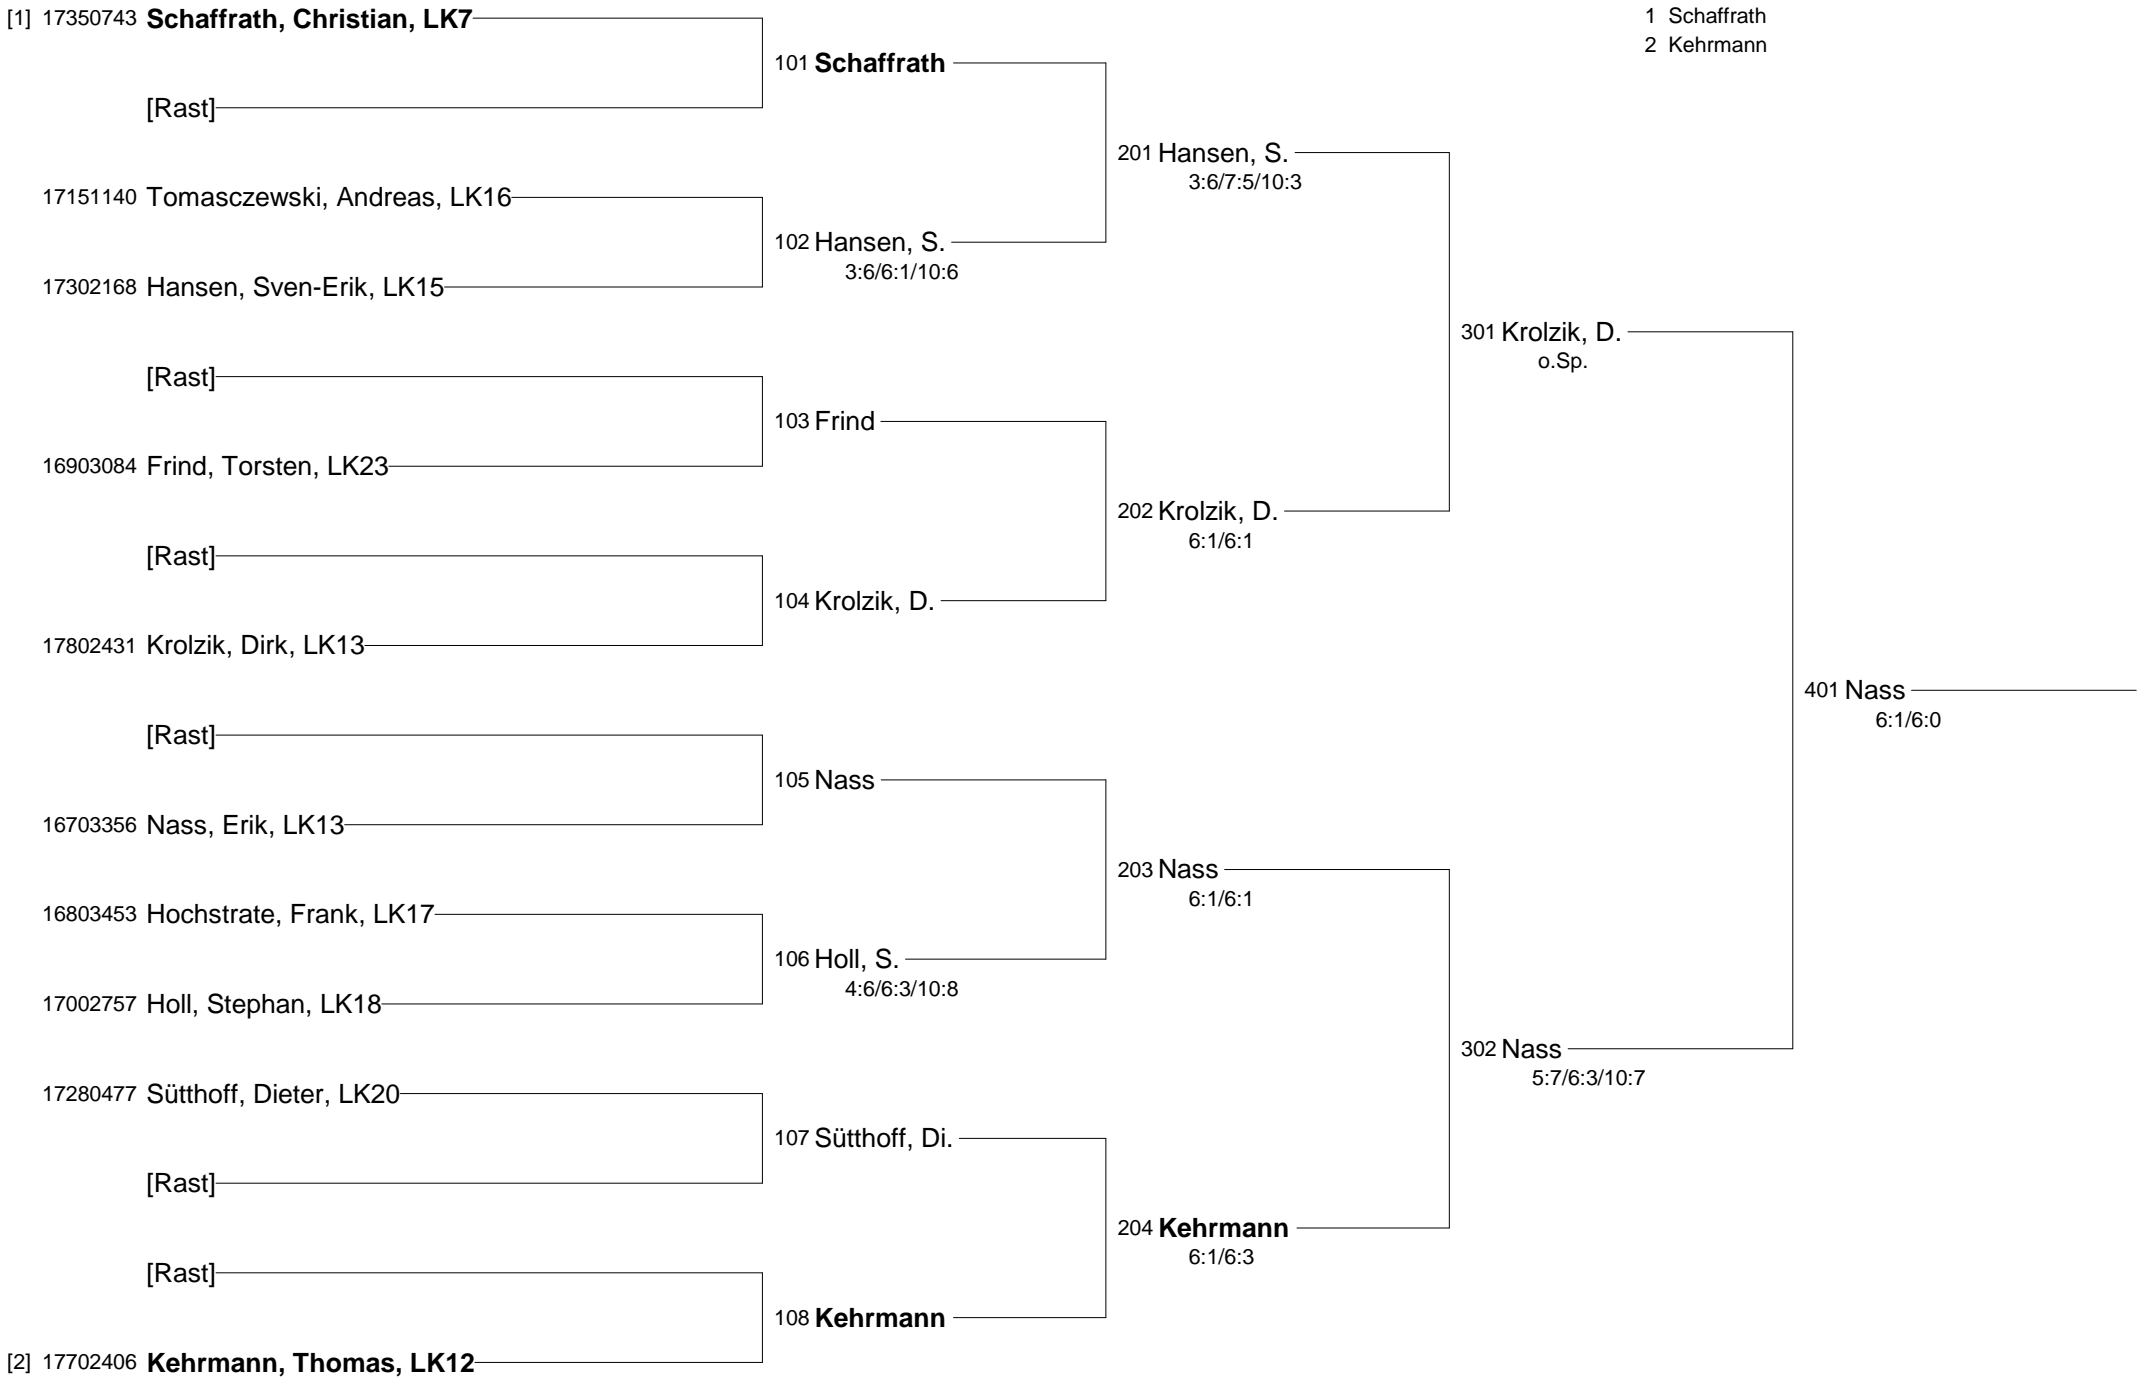 [1] 17350743 Schaffrath, Christian, LK7
1 Schaffrath
2 Kehrmann
101 Schaffrath
[Rast]
201 Hansen, S.
3:6/7:5/10:3
17151140 Tomasczewski, Andreas, LK16
102 Hansen, S.
3:6/6:1/10:6
17302168 Hansen, Sven-Erik, LK15
301 Krolzik, D.
o.Sp.
[Rast]
103 Frind
16903084 Frind, Torsten, LK23
202 Krolzik, D.
6:1/6:1
[Rast]
104 Krolzik, D.
17802431 Krolzik, Dirk, LK13
401 Nass
6:1/6:0
[Rast]
105 Nass
16703356 Nass, Erik, LK13
203 Nass
6:1/6:1
16803453 Hochstrate, Frank, LK17
106 Holl, S.
4:6/6:3/10:8
17002757 Holl, Stephan, LK18
302 Nass
5:7/6:3/10:7
17280477 Sütthoff, Dieter, LK20
107 Sütthoff, Di.
[Rast]
204 Kehrmann
6:1/6:3
[Rast]
108 Kehrmann
[2] 17702406 Kehrmann, Thomas, LK12